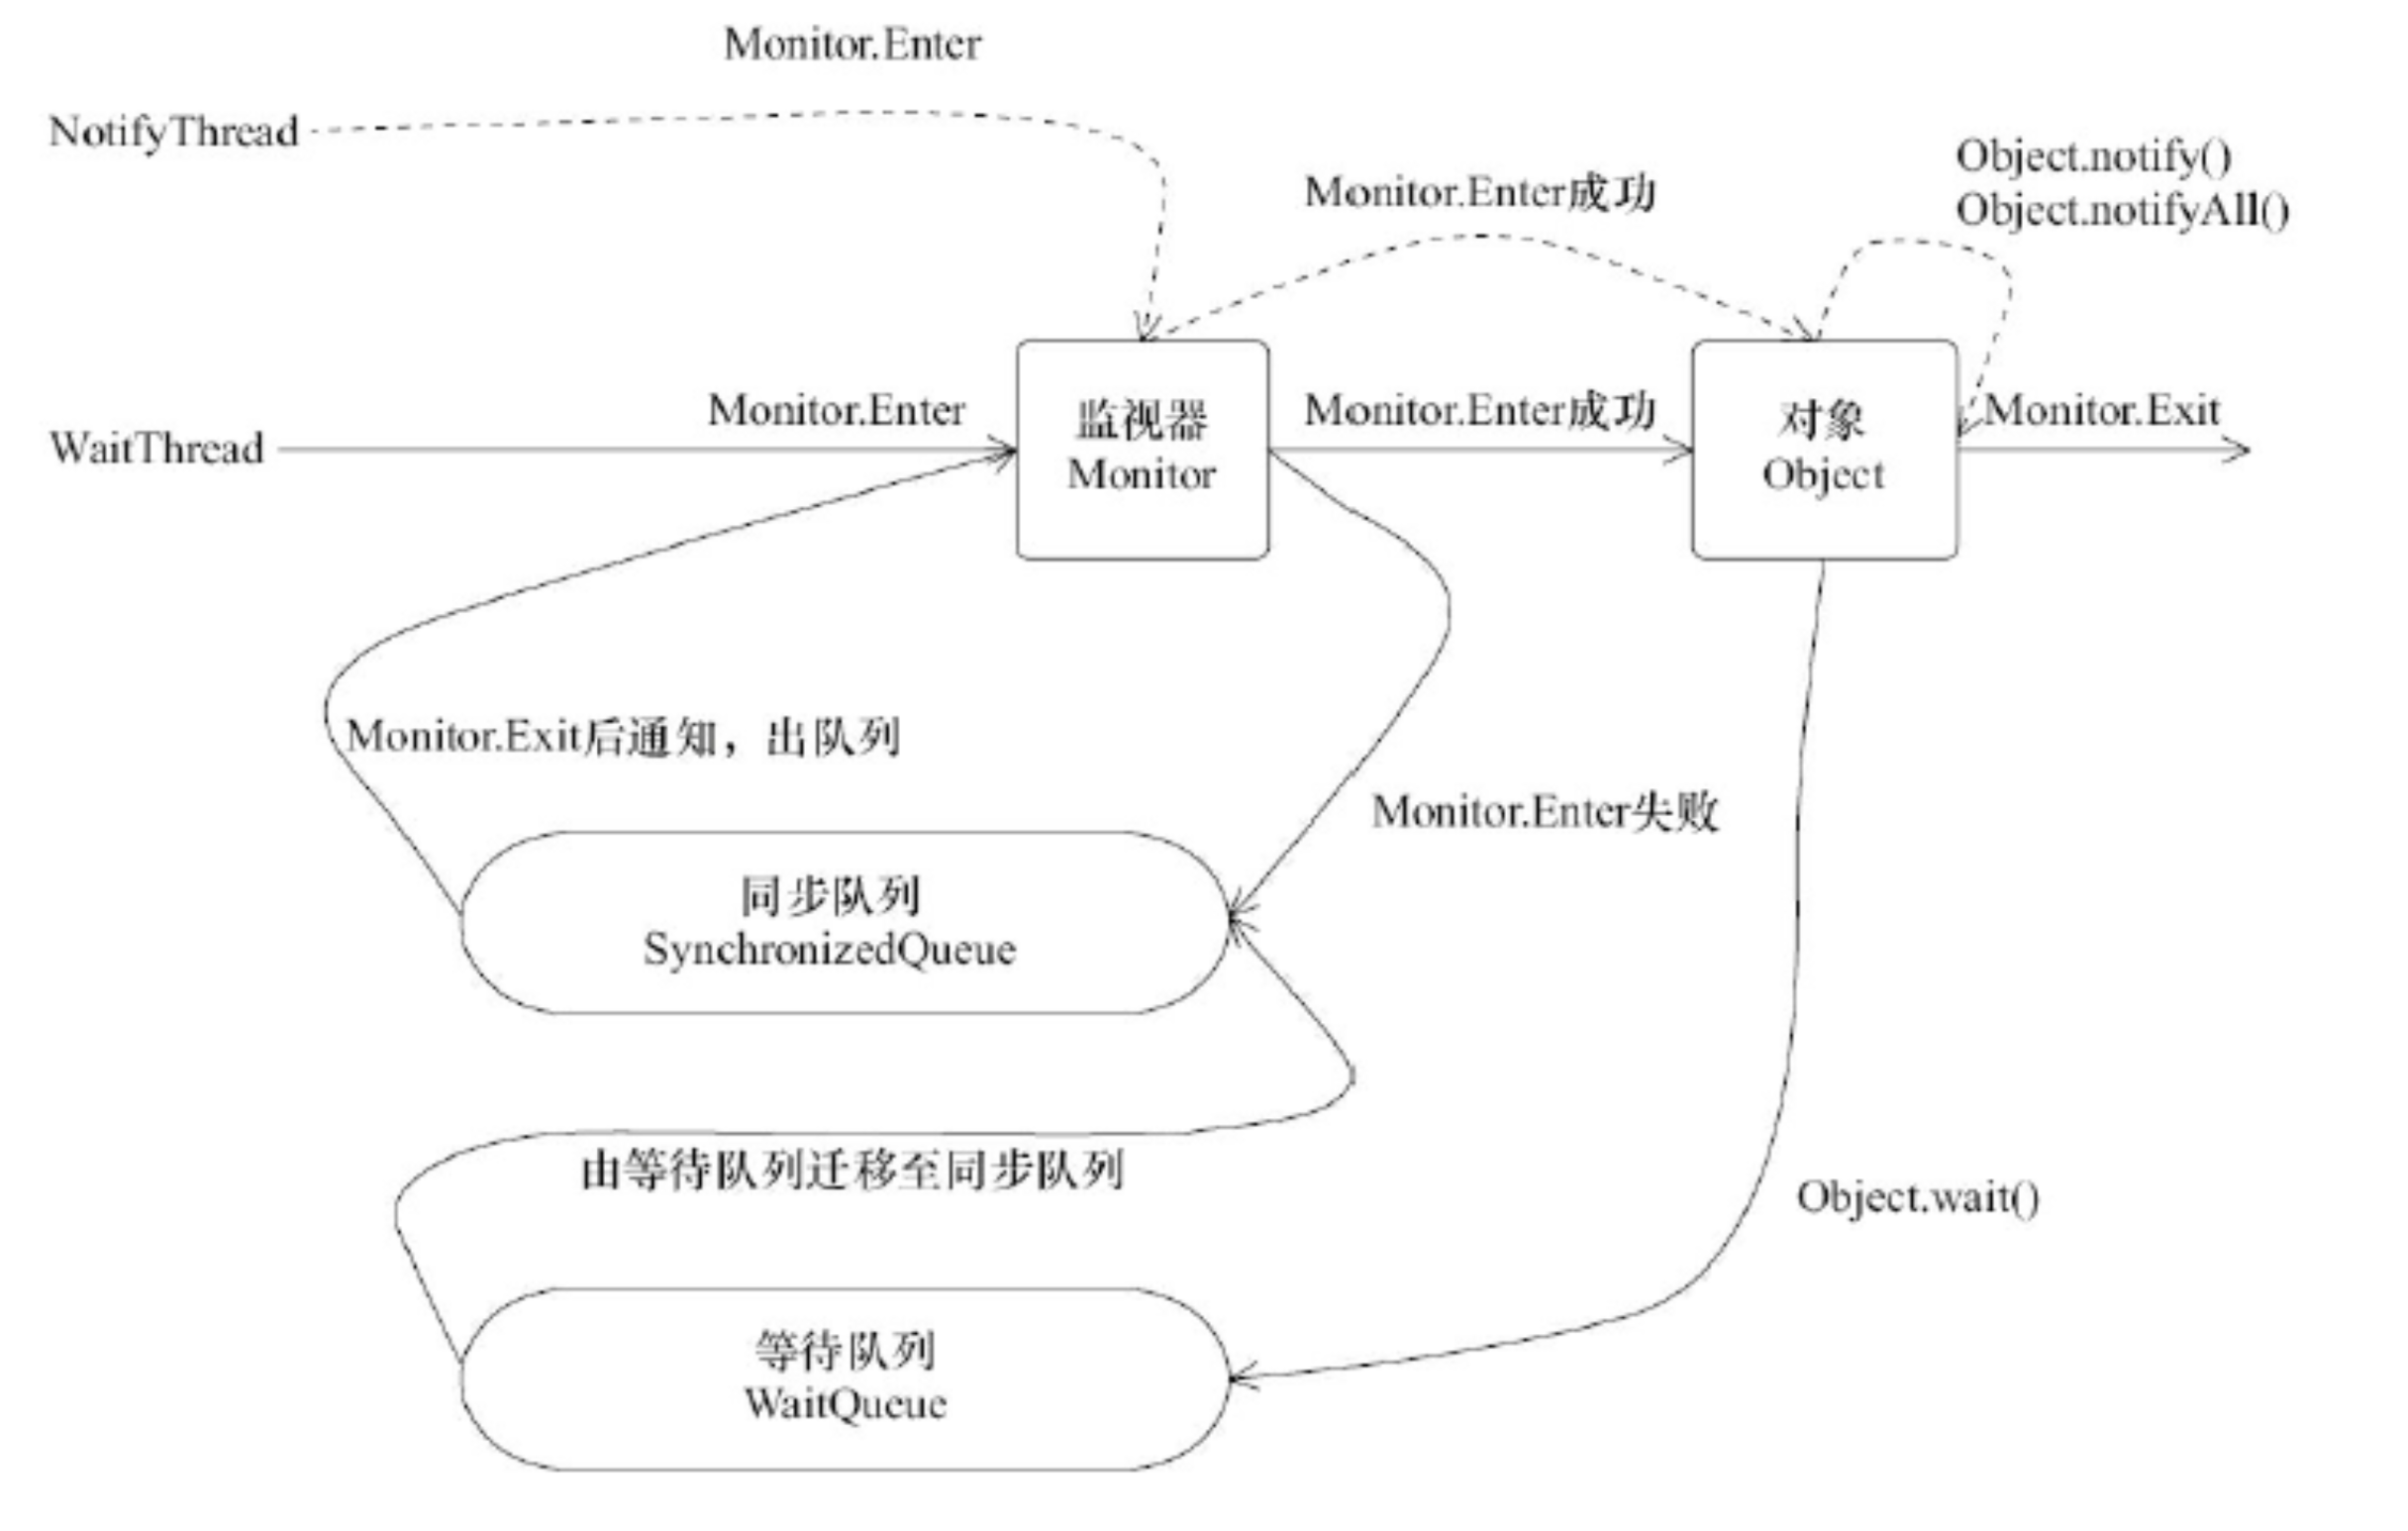 Monitor.Enter
NotifyThread
Object.notify()
Object.notifyAll()
Monitor.Enter成功
WaitThread
Monitor.Enter
监视器
Monitor
Monitor.Enter成功
对象
Object
Monitor.Exit
Monitor.Exit后通知，出队列
Monitor.Enter失败
同步队列
SynchronizedQueue
由等待队列迁移至同步队列
Object.wait()
等待队列
WaitQueue